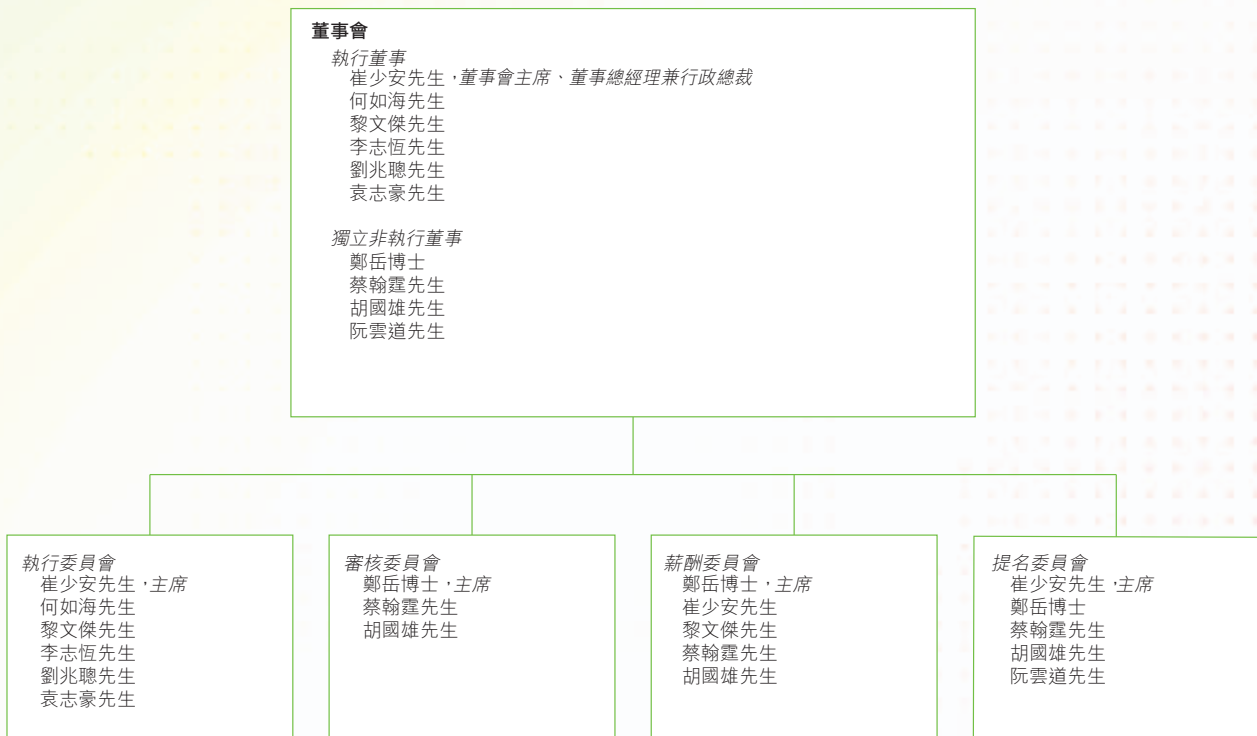 董事會
執行董事
崔少安先生，董事會主席、董事總經理兼行政總裁
何如海先生
黎文傑先生
李志恆先生
劉兆聰先生
袁志豪先生
獨立非執行董事
鄭岳博士
蔡翰霆先生
胡國雄先生
阮雲道先生
執行委員會
崔少安先生，主席
何如海先生
黎文傑先生
李志恆先生
劉兆聰先生
袁志豪先生
審核委員會
鄭岳博士，主席
蔡翰霆先生
胡國雄先生
薪酬委員會
鄭岳博士，主席
崔少安先生
黎文傑先生
蔡翰霆先生
胡國雄先生
提名委員會
崔少安先生，主席
鄭岳博士
蔡翰霆先生
胡國雄先生
阮雲道先生